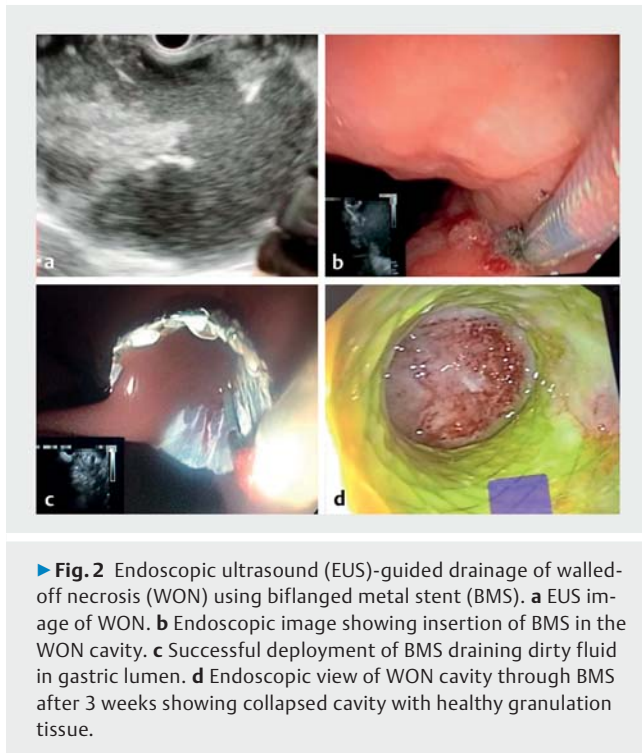 a
b
c
d
▶Fig. 2 Endoscopic ultrasound (EUS)-guided drainage of walled-
off necrosis (WON) using biflanged metal stent (BMS). a EUS im-
age of WON. b Endoscopic image showing insertion of BMS in the
WON cavity. c Successful deployment of BMS draining dirty fluid
in gastric lumen. d Endoscopic view of WON cavity through BMS
after 3 weeks showing collapsed cavity with healthy granulation
tissue.